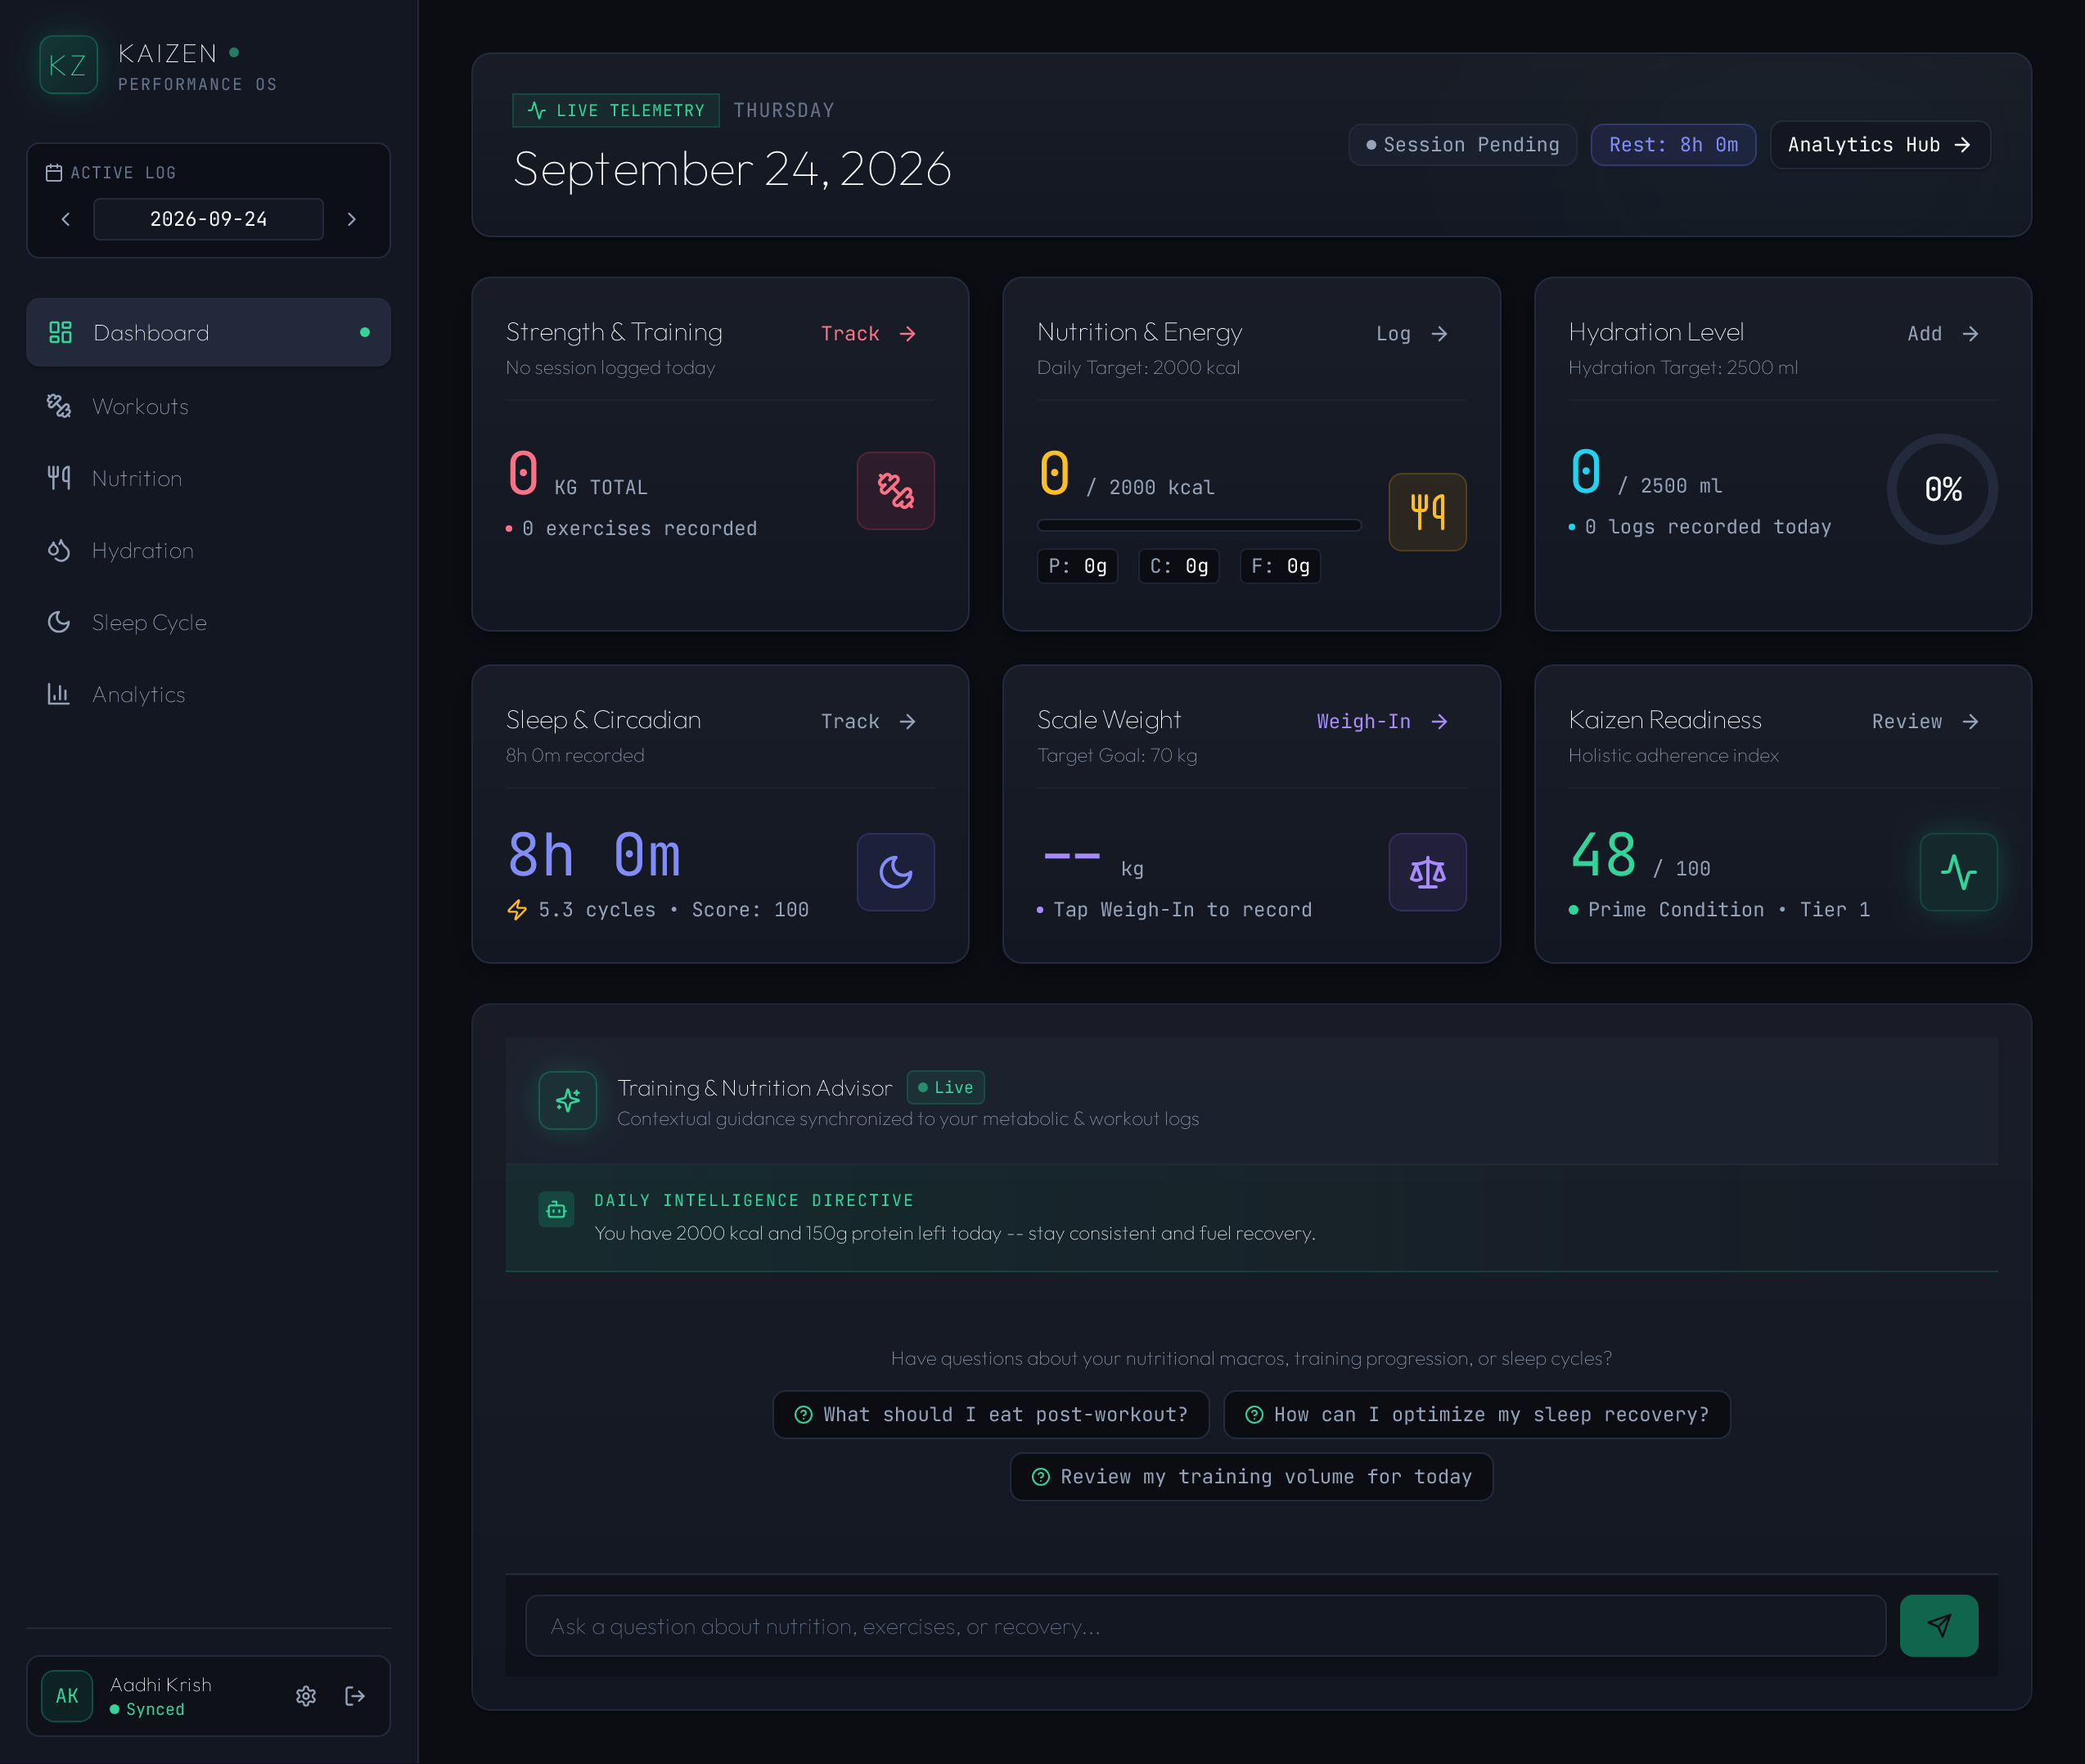 KZ
KAIZEN
PERFORMANCE OS
ACTIVE LOG
2026-09-24
Dashboard
Workouts
Nutrition
Hydration
Sleep Cycle
Analytics
AK
Aadhi Krish
Synced
LIVE TELEMETRY THURSDAY
September 24, 2026
Session Pending
Rest: 8h 0m
Analytics Hub
Strength & Training
Track
No session logged today
0 KG TOTAL
0 exercises recorded
Nutrition & Energy
Log
Daily Target: 2000 kcal
0 / 2000 kcal
P: 0g C: 0g F: 0g
Hydration Level
Add
Hydration Target: 2500 ml
0 / 2500 ml
0%
• 0 logs recorded today
Sleep & Circadian
Track
8h 0m recorded
8h 0m
5.3 cycles • Score: 100
Scale Weight
Weigh-In
Target Goal: 70 kg
-- kg
• Tap Weigh-In to record
Kaizen Readiness
Review
Holistic adherence index
48 / 100
Prime Condition • Tier 1
Training & Nutrition Advisor
Live
Contextual guidance synchronized to your metabolic & workout logs
DAILY INTELLIGENCE DIRECTIVE
You have 2000 kcal and 150g protein left today -- stay consistent and fuel recovery.
Have questions about your nutritional macros, training progression, or sleep cycles?
What should I eat post-workout?
How can I optimize my sleep recovery?
Review my training volume for today
Ask a question about nutrition, exercises, or recovery...